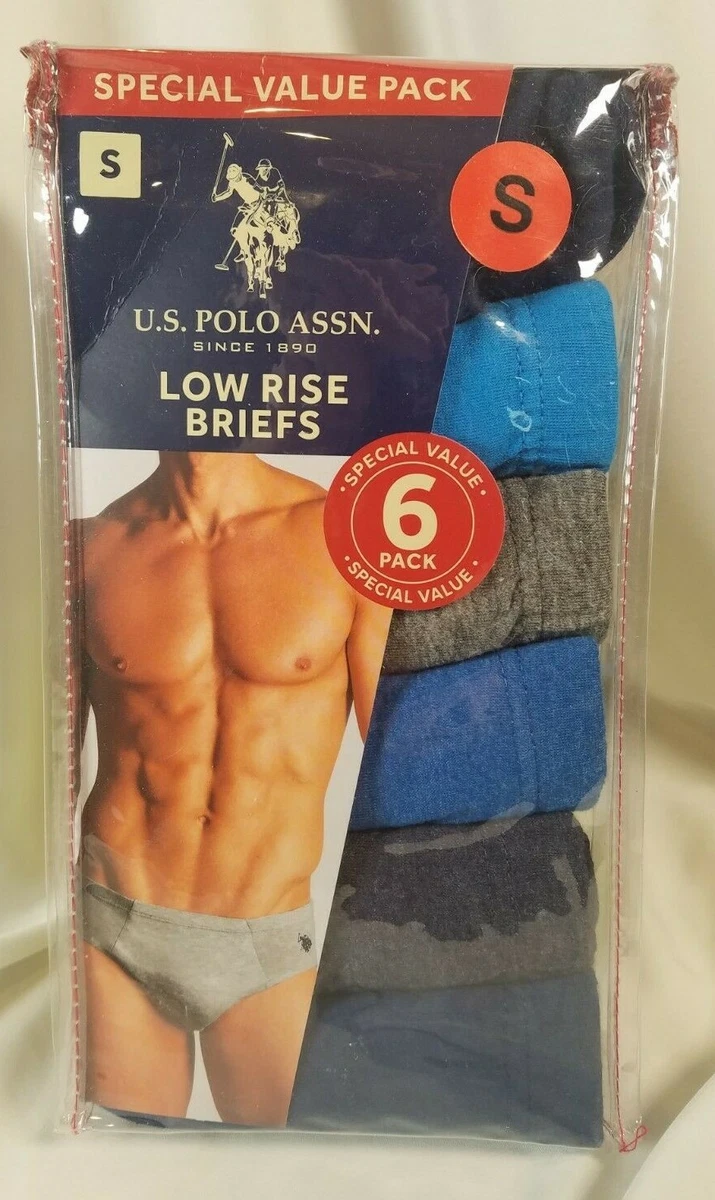 SPECIAL VALUE PACK
S
S
U.S. POLO ASSN.
SINCE 1890
LOW RISE
BRIEFS
· SPECIAL VALUE ·
6
PACK
SPECIAL VALUE